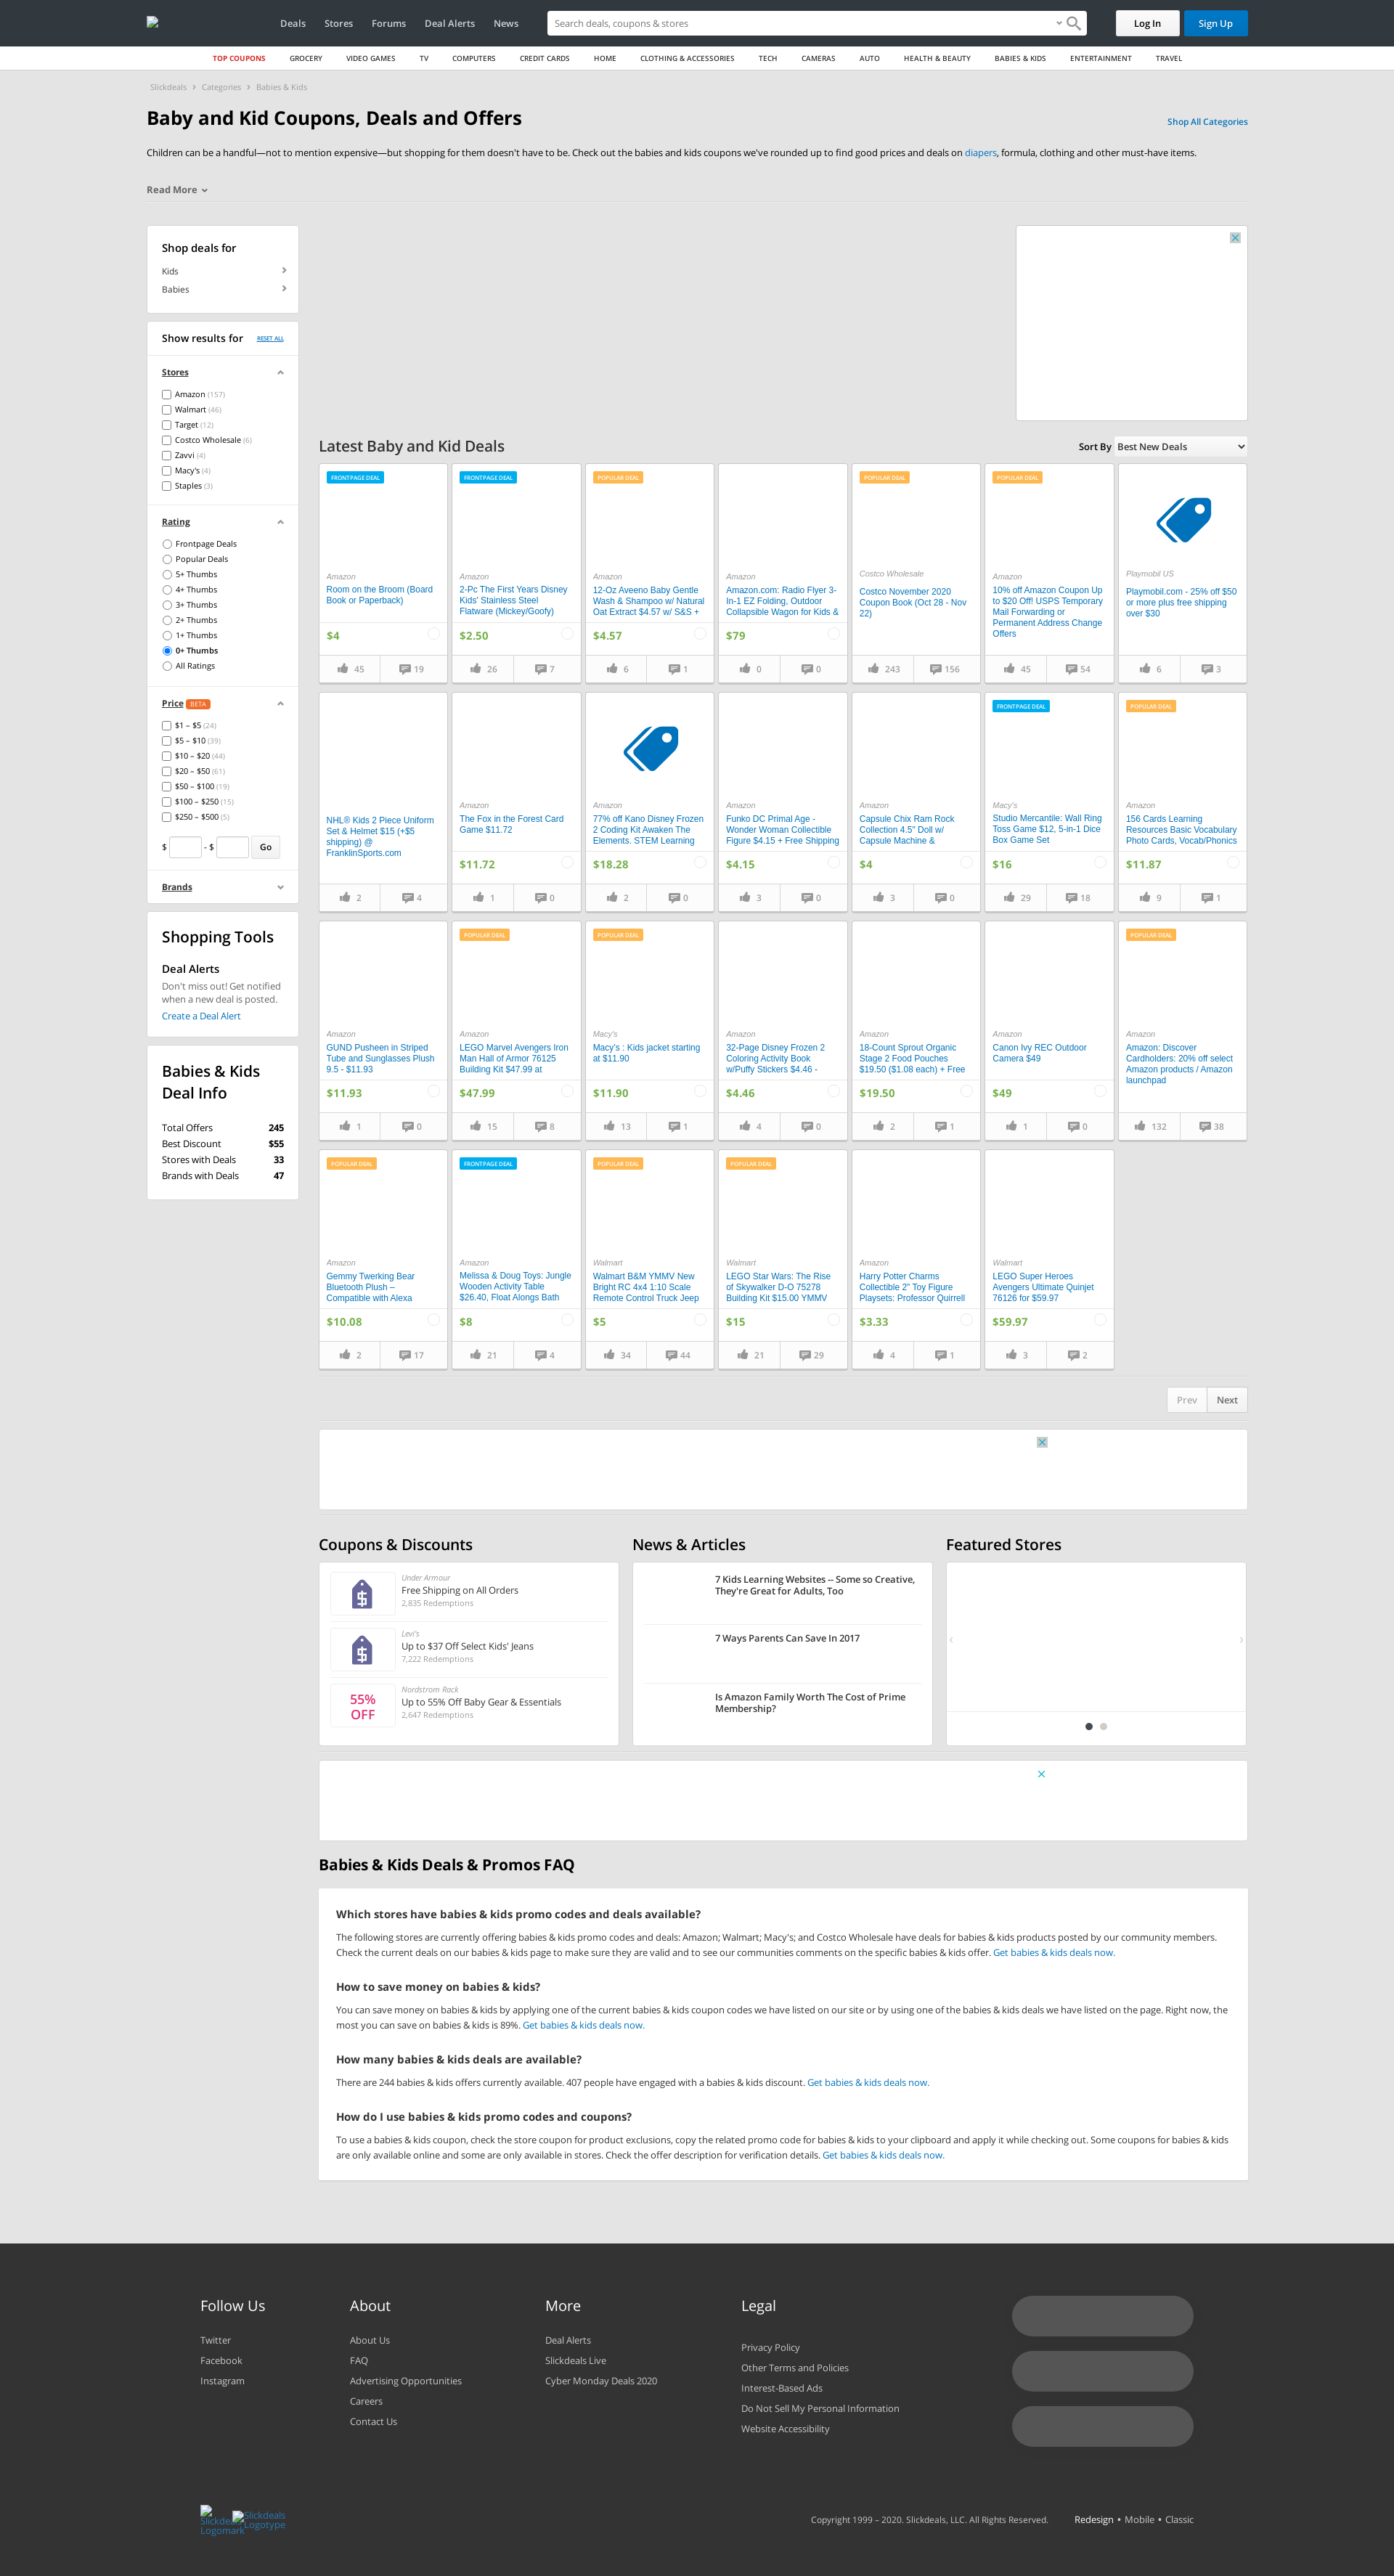 Deals
Stores
Forums
Deal Alerts
News
Search deals, coupons & stores
Log In
Sign Up
TOP COUPONS
GROCERY
VIDEO GAMES
TV
COMPUTERS
CREDIT CARDS
HOME
CLOTHING & ACCESSORIES
TECH
CAMERAS
AUTO
HEALTH & BEAUTY
BABIES & KIDS
ENTERTAINMENT
TRAVEL
Slickdeals › Categories › Babies & Kids
Baby and Kid Coupons, Deals and Offers
Shop All Categories
Children can be a handful—not to mention expensive—but shopping for them doesn't have to be. Check out the babies and kids coupons we've rounded up to find good prices and deals on diapers, formula, clothing and other must-have items.
Read More
Shop deals for
Kids
Babies
Show results for
RESET ALL
Stores
Amazon (157)
Walmart (46)
Target (12)
Costco Wholesale (6)
Zavvi (4)
Macy's (4)
Staples (3)
Rating
Frontpage Deals
Popular Deals
5+ Thumbs
4+ Thumbs
3+ Thumbs
2+ Thumbs
1+ Thumbs
0+ Thumbs
All Ratings
Price BETA
$1 – $5 (24)
$5 – $10 (39)
$10 – $20 (44)
$20 – $50 (61)
$50 – $100 (19)
$100 – $250 (15)
$250 – $500 (5)
$ - $ Go
Brands
Shopping Tools
Deal Alerts
Don't miss out! Get notified
when a new deal is posted.
Create a Deal Alert
Babies & Kids
Deal Info
Total Offers 245
Best Discount $55
Stores with Deals 33
Brands with Deals 47
Latest Baby and Kid Deals
Sort By Best New Deals
FRONTPAGE DEAL
Amazon
Room on the Broom (Board
Book or Paperback)
$4
45 19
FRONTPAGE DEAL
Amazon
2-Pc The First Years Disney
Kids' Stainless Steel
Flatware (Mickey/Goofy)
$2.50
26 7
POPULAR DEAL
Amazon
12-Oz Aveeno Baby Gentle
Wash & Shampoo w/ Natural
Oat Extract $4.57 w/ S&S +
$4.57
6 1
Amazon
Amazon.com: Radio Flyer 3-
In-1 EZ Folding, Outdoor
Collapsible Wagon for Kids &
$79
0 0
POPULAR DEAL
Costco Wholesale
Costco November 2020
Coupon Book (Oct 28 - Nov
22)
243 156
POPULAR DEAL
Amazon
10% off Amazon Coupon Up
to $20 Off! USPS Temporary
Mail Forwarding or
Permanent Address Change
Offers
45 54
Playmobil US
Playmobil.com - 25% off $50
or more plus free shipping
over $30
6 3
NHL® Kids 2 Piece Uniform
Set & Helmet $15 (+$5
shipping) @
FranklinSports.com
2 4
Amazon
The Fox in the Forest Card
Game $11.72
$11.72
1 0
Amazon
77% off Kano Disney Frozen
2 Coding Kit Awaken The
Elements. STEM Learning
$18.28
2 0
Amazon
Funko DC Primal Age -
Wonder Woman Collectible
Figure $4.15 + Free Shipping
$4.15
3 0
Amazon
Capsule Chix Ram Rock
Collection 4.5" Doll w/
Capsule Machine &
$4
3 0
FRONTPAGE DEAL
Macy's
Studio Mercantile: Wall Ring
Toss Game $12, 5-in-1 Dice
Box Game Set
$16
29 18
POPULAR DEAL
Amazon
156 Cards Learning
Resources Basic Vocabulary
Photo Cards, Vocab/Phonics
$11.87
9 1
Amazon
GUND Pusheen in Striped
Tube and Sunglasses Plush
9.5 - $11.93
$11.93
1 0
POPULAR DEAL
Amazon
LEGO Marvel Avengers Iron
Man Hall of Armor 76125
Building Kit $47.99 at
$47.99
15 8
POPULAR DEAL
Macy's
Macy's : Kids jacket starting
at $11.90
$11.90
13 1
Amazon
32-Page Disney Frozen 2
Coloring Activity Book
w/Puffy Stickers $4.46 -
$4.46
4 0
Amazon
18-Count Sprout Organic
Stage 2 Food Pouches
$19.50 ($1.08 each) + Free
$19.50
2 1
Amazon
Canon Ivy REC Outdoor
Camera $49
$49
1 0
POPULAR DEAL
Amazon
Amazon: Discover
Cardholders: 20% off select
Amazon products / Amazon
launchpad
132 38
POPULAR DEAL
Amazon
Gemmy Twerking Bear
Bluetooth Plush –
Compatible with Alexa
$10.08
2 17
FRONTPAGE DEAL
Amazon
Melissa & Doug Toys: Jungle
Wooden Activity Table
$26.40, Float Alongs Bath
$8
21 4
POPULAR DEAL
Walmart
Walmart B&M YMMV New
Bright RC 4x4 1:10 Scale
Remote Control Truck Jeep
$5
34 44
POPULAR DEAL
Walmart
LEGO Star Wars: The Rise
of Skywalker D-O 75278
Building Kit $15.00 YMMV
$15
21 29
Amazon
Harry Potter Charms
Collectible 2" Toy Figure
Playsets: Professor Quirrell
$3.33
4 1
Walmart
LEGO Super Heroes
Avengers Ultimate Quinjet
76126 for $59.97
$59.97
3 2
Prev Next
Coupons & Discounts
Under Armour
Free Shipping on All Orders
2,835 Redemptions
Levi's
Up to $37 Off Select Kids' Jeans
7,222 Redemptions
55%
OFF
Nordstrom Rack
Up to 55% Off Baby Gear & Essentials
2,647 Redemptions
News & Articles
7 Kids Learning Websites -- Some so Creative,
They're Great for Adults, Too
7 Ways Parents Can Save In 2017
Is Amazon Family Worth The Cost of Prime
Membership?
Featured Stores
Babies & Kids Deals & Promos FAQ
Which stores have babies & kids promo codes and deals available?
The following stores are currently offering babies & kids promo codes and deals: Amazon; Walmart; Macy's; and Costco Wholesale have deals for babies & kids products posted by our community members.
Check the current deals on our babies & kids page to make sure they are valid and to see our communities comments on the specific babies & kids offer. Get babies & kids deals now.
How to save money on babies & kids?
You can save money on babies & kids by applying one of the current babies & kids coupon codes we have listed on our site or by using one of the babies & kids deals we have listed on the page. Right now, the
most you can save on babies & kids is 89%. Get babies & kids deals now.
How many babies & kids deals are available?
There are 244 babies & kids offers currently available. 407 people have engaged with a babies & kids discount. Get babies & kids deals now.
How do I use babies & kids promo codes and coupons?
To use a babies & kids coupon, check the store coupon for product exclusions, copy the related promo code for babies & kids to your clipboard and apply it while checking out. Some coupons for babies & kids
are only available online and some are only available in stores. Check the offer description for verification details. Get babies & kids deals now.
Follow Us
Twitter
Facebook
Instagram
About
About Us
FAQ
Advertising Opportunities
Careers
Contact Us
More
Deal Alerts
Slickdeals Live
Cyber Monday Deals 2020
Legal
Privacy Policy
Other Terms and Policies
Interest-Based Ads
Do Not Sell My Personal Information
Website Accessibility
Slickdeals
Logomark
Slickdeals
Logotype
Copyright 1999 – 2020. Slickdeals, LLC. All Rights Reserved.
Redesign • Mobile • Classic